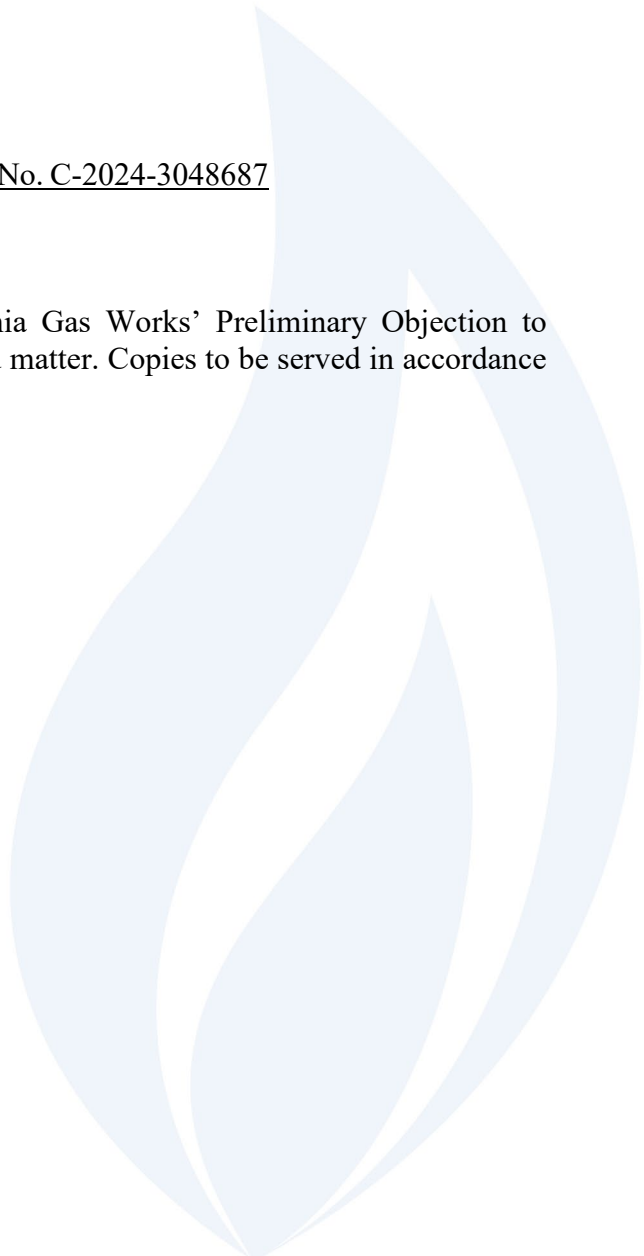 No. C-2024-3048687
nia Gas Works’ Preliminary Objection to
matter. Copies to be served in accordance